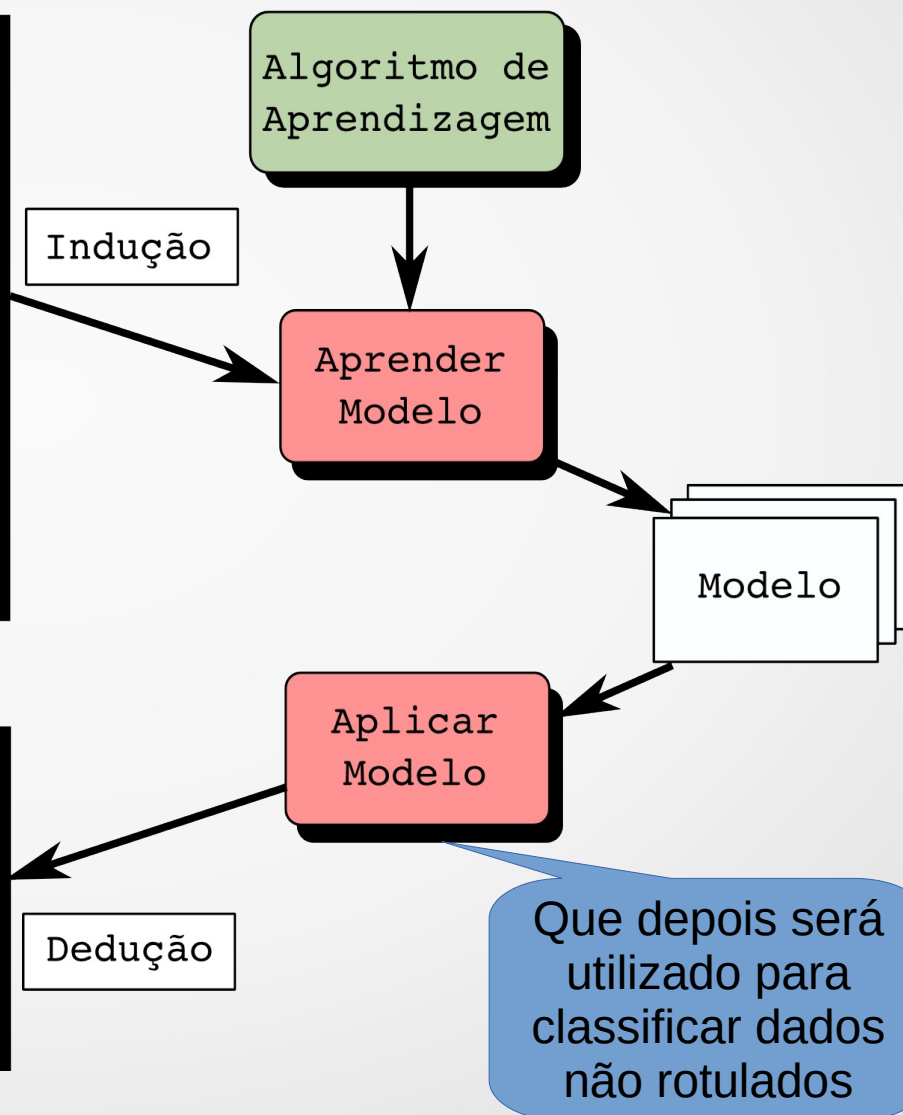 Algoritmo de
Aprendizagem
Indução
Aprender
Modelo
Modelo
Aplicar
Modelo
Dedução
Que depois será
utilizado para
classificar dados
não rotulados